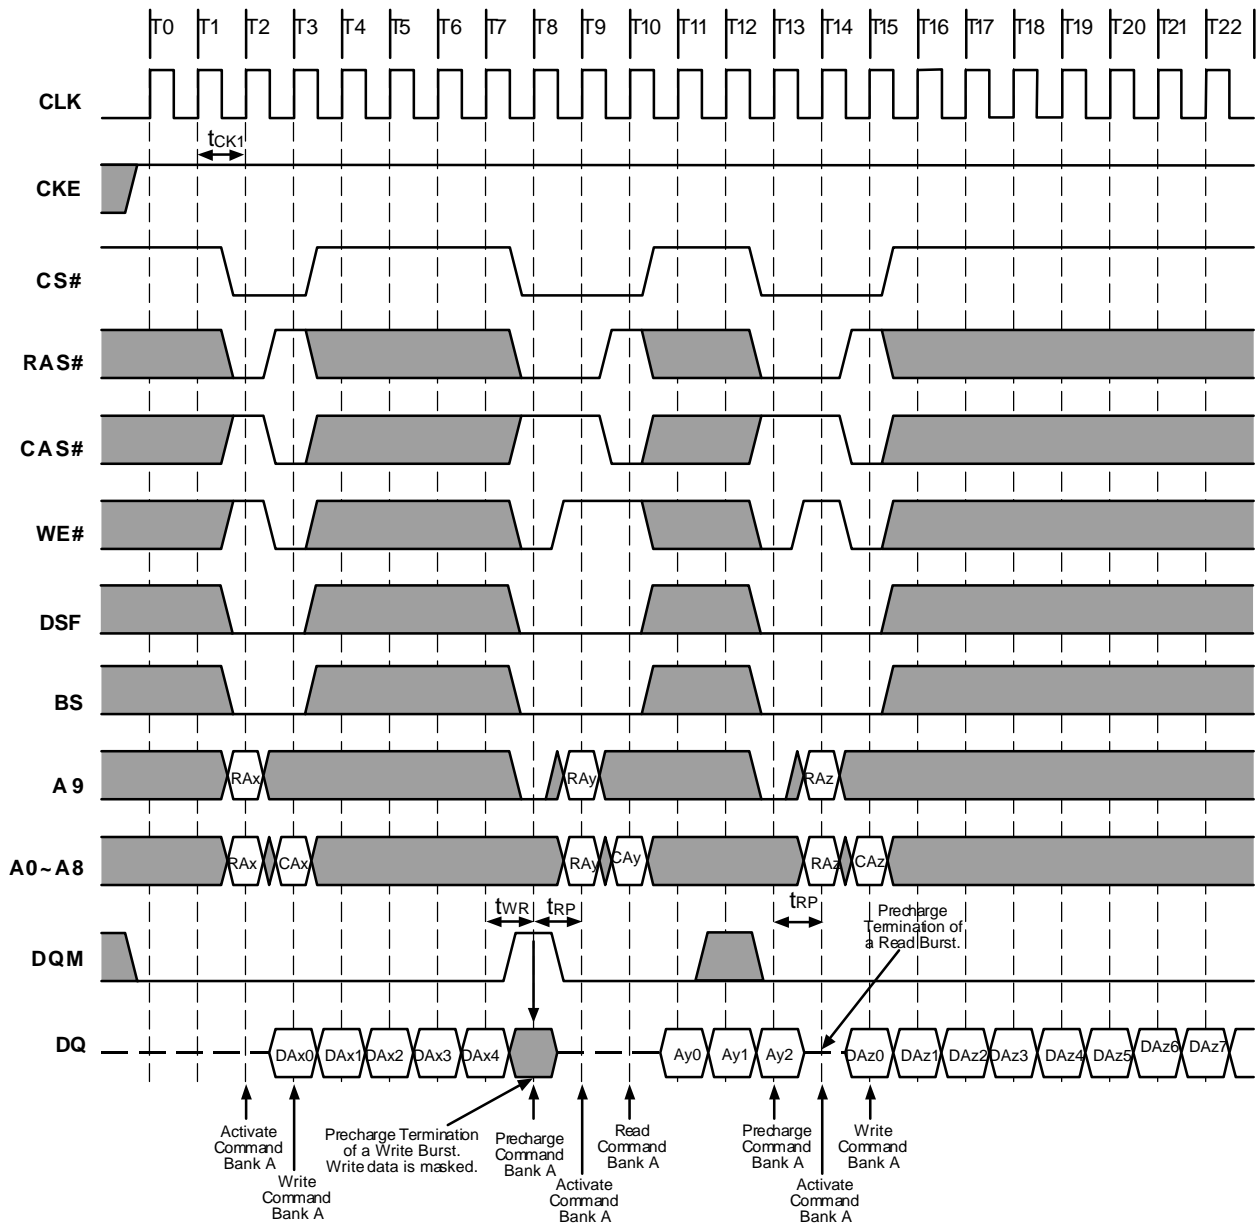 T0 T1 T2 T3 T4 T5 T6 T7 T8 T9 T10 T11 T12 T13 T14 T15 T16 T17 T18 T19 T20 T21 T22
CLK
tCK1
CKE
CS#
RAS#
CAS#
WE#
DSF
BS
A9
RAx RAy RAz
A0~A8
RAx CAx RAy CAy RAz CAz
tWR tRP tRP
Precharge
Termination of
a Read Burst.
DQM
DQ
DAx0 DAx1 DAx2 DAx3 DAx4 Ay0 Ay1 Ay2 DAz0 DAz1 DAz2 DAz3 DAz4 DAz5 DAz6 DAz7
Activate
Command
Bank A
Write
Command
Bank A
Precharge Termination
of a Write Burst.
Write data is masked.
Precharge
Command
Bank A
Activate
Command
Bank A
Read
Command
Bank A
Precharge
Command
Bank A
Activate
Command
Bank A
Write
Command
Bank A